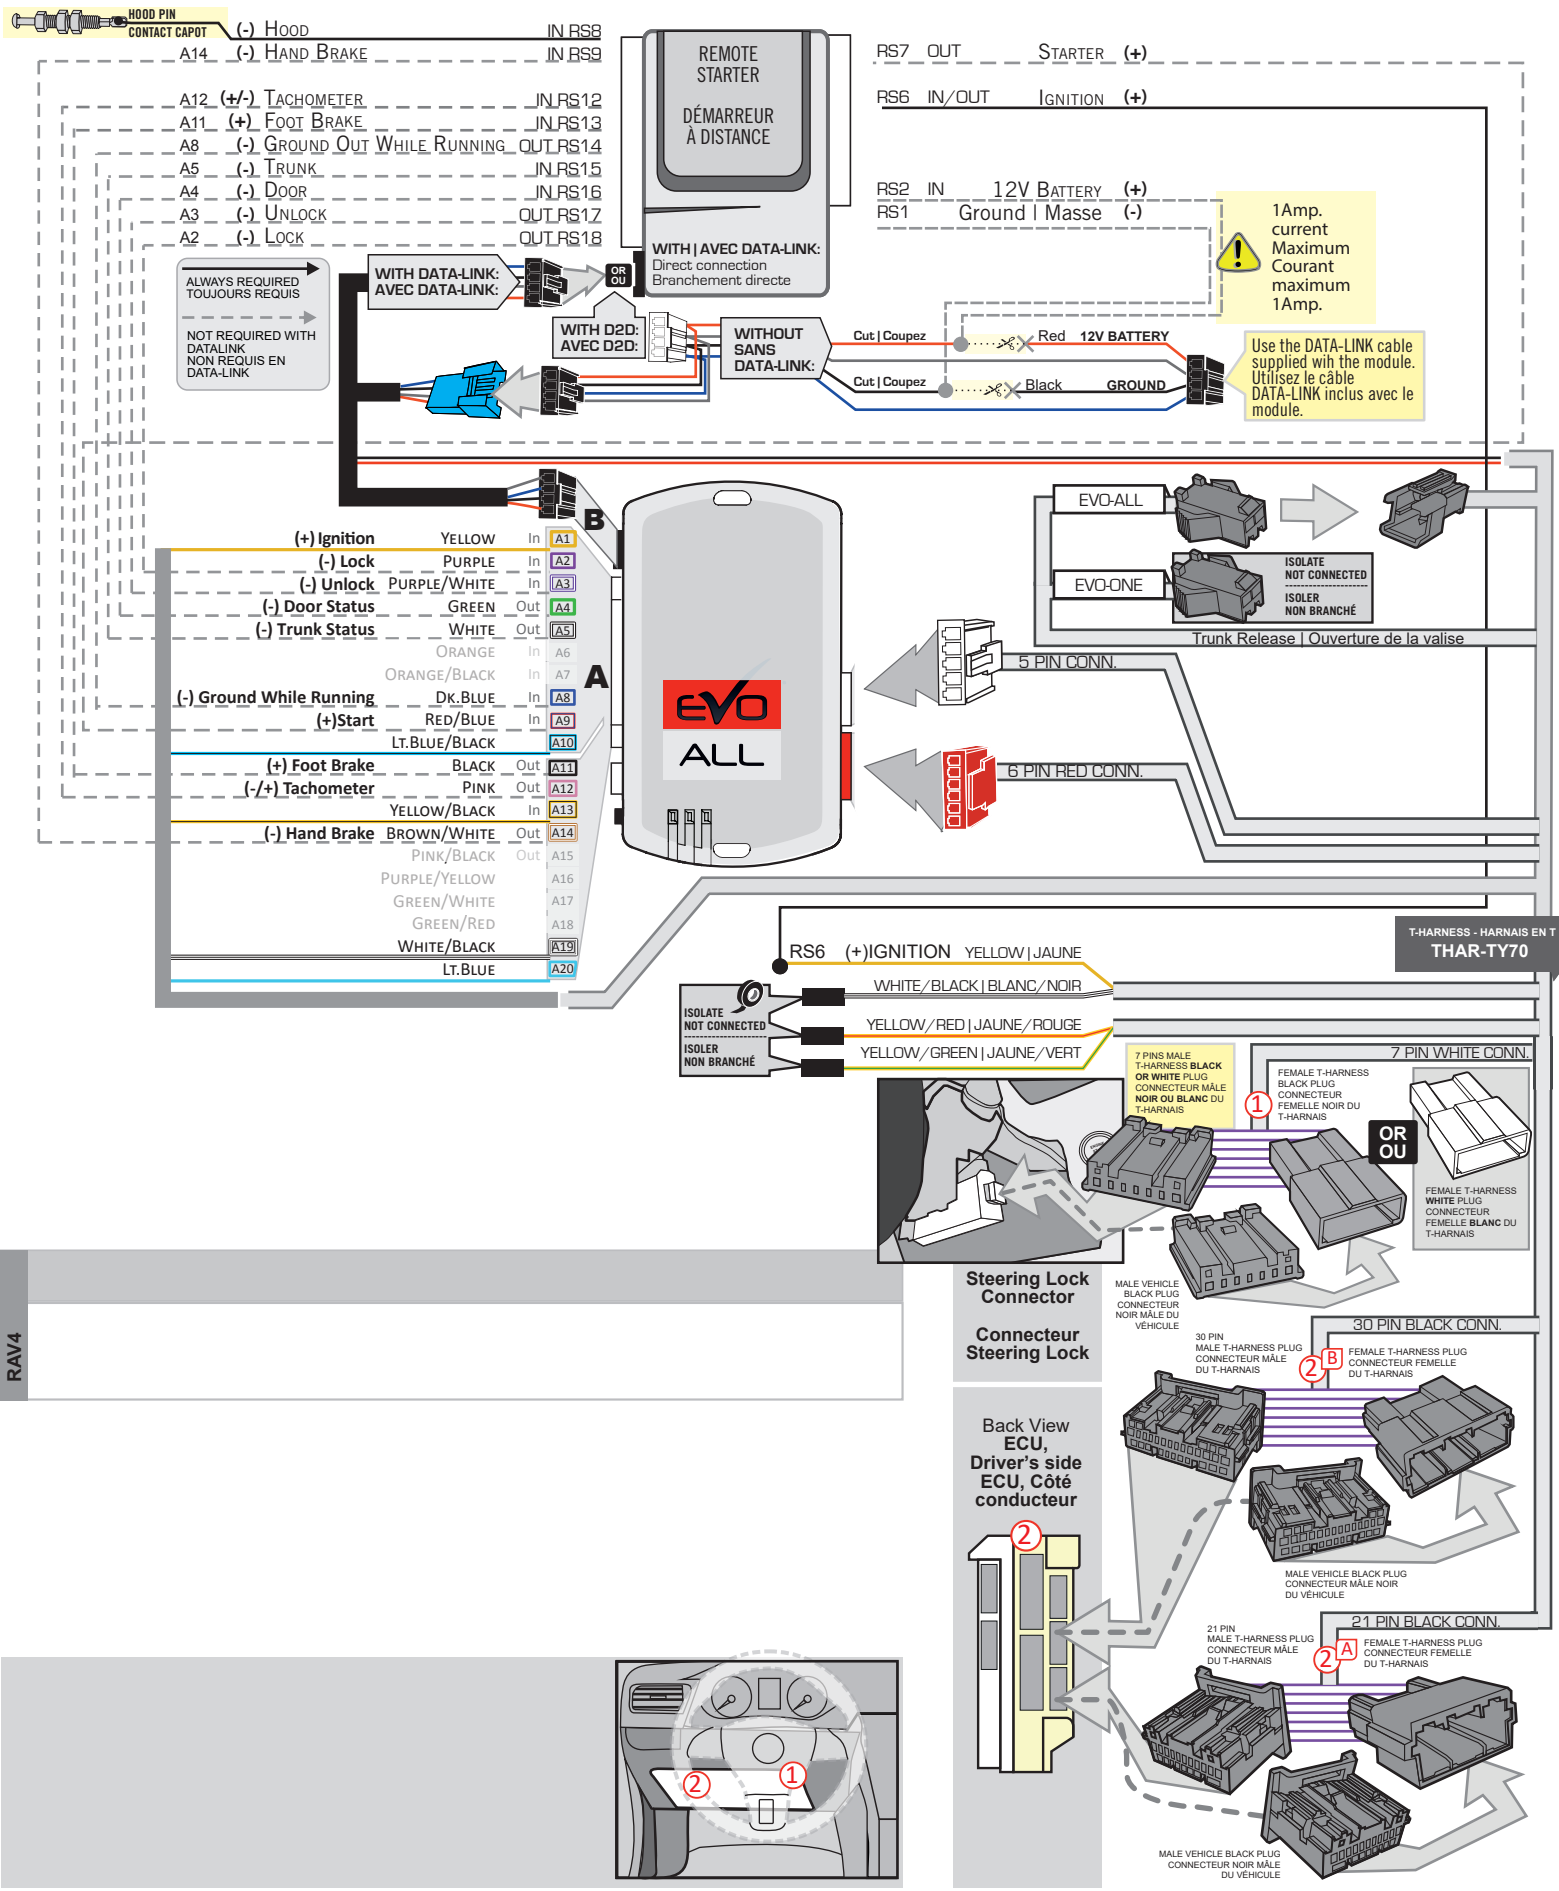 HOOD PIN
CONTACT CAPOT
(-) HOOD IN RS8
A14 (-) HAND BRAKE IN RS9
A12 (+/-) TACHOMETER IN RS12
A11 (+) FOOT BRAKE IN RS13
A8 (-) GROUND OUT WHILE RUNNING OUT RS14
A5 (-) TRUNK IN RS15
A4 (-) DOOR IN RS16
A3 (-) UNLOCK OUT RS17
A2 (-) LOCK OUT RS18
REMOTE
STARTER
DÉMARREUR
À DISTANCE
WITH | AVEC DATA-LINK:
Direct connection
Branchement directe
RS7 OUT STARTER (+)
RS6 IN/OUT IGNITION (+)
RS2 IN 12V BATTERY (+)
RS1 Ground | Masse (-)
1Amp.
current
Maximum
Courant
maximum
1Amp.
ALWAYS REQUIRED
TOUJOURS REQUIS
NOT REQUIRED WITH
DATALINK
NON REQUIS EN
DATA-LINK
WITH DATA-LINK:
AVEC DATA-LINK:
OR
OU
WITH D2D:
AVEC D2D:
WITHOUT
SANS
DATA-LINK:
Cut | Coupez Red 12V BATTERY
Cut | Coupez Black GROUND
Use the DATA-LINK cable
supplied wih the module.
Utilisez le câble
DATA-LINK inclus avec le
module.
B
A
(+) Ignition YELLOW In A1
(-) Lock PURPLE In A2
(-) Unlock PURPLE/WHITE In A3
(-) Door Status GREEN Out A4
(-) Trunk Status WHITE Out A5
ORANGE In A6
ORANGE/BLACK In A7
(-) Ground While Running DK.BLUE In A8
(+)Start RED/BLUE In A9
LT.BLUE/BLACK A10
(+) Foot Brake BLACK Out A11
(-/+) Tachometer PINK Out A12
YELLOW/BLACK In A13
(-) Hand Brake BROWN/WHITE Out A14
PINK/BLACK Out A15
PURPLE/YELLOW A16
GREEN/WHITE A17
GREEN/RED A18
WHITE/BLACK A19
LT.BLUE A20
EVO
ALL
EVO-ALL
EVO-ONE
ISOLATE
NOT CONNECTED
ISOLER
NON BRANCHÉ
Trunk Release | Ouverture de la valise
5 PIN CONN.
6 PIN RED CONN.
T-HARNESS - HARNAIS EN T
THAR-TY70
RS6 (+)IGNITION YELLOW | JAUNE
WHITE/BLACK | BLANC/NOIR
YELLOW/RED | JAUNE/ROUGE
YELLOW/GREEN | JAUNE/VERT
ISOLATE
NOT CONNECTED
ISOLER
NON BRANCHÉ
7 PIN WHITE CONN.
7 PINS MALE
T-HARNESS BLACK
OR WHITE PLUG
CONNECTEUR MÂLE
NOIR OU BLANC DU
T-HARNAIS
1
FEMALE T-HARNESS
BLACK PLUG
CONNECTEUR
FEMELLE NOIR DU
T-HARNAIS
OR
OU
FEMALE T-HARNESS
WHITE PLUG
CONNECTEUR
FEMELLE BLANC DU
T-HARNAIS
MALE VEHICLE
BLACK PLUG
CONNECTEUR
NOIR MÂLE DU
VÉHICULE
Steering Lock
Connector
Connecteur
Steering Lock
RAV4
30 PIN BLACK CONN.
30 PIN
MALE T-HARNESS PLUG
CONNECTEUR MÂLE
DU T-HARNAIS
2 B
FEMALE T-HARNESS PLUG
CONNECTEUR FEMELLE
DU T-HARNAIS
MALE VEHICLE BLACK PLUG
CONNECTEUR MÂLE NOIR
DU VÉHICULE
Back View
ECU,
Driver's side
ECU, Côté
conducteur
2
21 PIN BLACK CONN.
21 PIN
MALE T-HARNESS PLUG
CONNECTEUR MÂLE
DU T-HARNAIS
2 A
FEMALE T-HARNESS PLUG
CONNECTEUR FEMELLE
DU T-HARNAIS
MALE VEHICLE BLACK PLUG
CONNECTEUR NOIR MÂLE
DU VÉHICULE
2
1